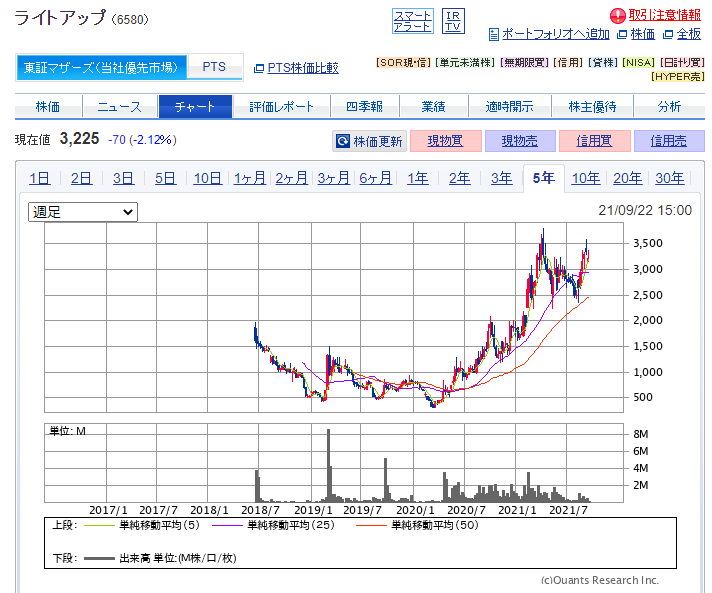 ライトアップ (6580)
スマートアラート
IR TV
取引注意情報
ポートフォリオへ追加 株価 全板
東証マザーズ(当社優先市場) PTS PTS株価比較
[SOR現・信] [単元未満株] [無期限買] [信用] [貸株] [NISA] [日計り買]
[HYPER売]
株価 ニュース チャート 評価レポート 四季報 業績 適時開示 株主優待 分析
現在値 3,225 -70 (-2.12%) 株価更新 現物買 現物売 信用買 信用売
1日 2日 3日 5日 10日 1ヶ月 2ヶ月 3ヶ月 6ヶ月 1年 2年 3年 5年 10年 20年 30年
週足 21/09/22 15:00
3,500
3,000
2,500
2,000
1,500
1,000
500
単位: M
8M
6M
4M
2M
2017/1 2017/7 2018/1 2018/7 2019/1 2019/7 2020/1 2020/7 2021/1 2021/7
上段: 単純移動平均(5) 単純移動平均(25) 単純移動平均(50)
下段: 出来高 単位:(M株/口/枚)
(c)Quants Research Inc.